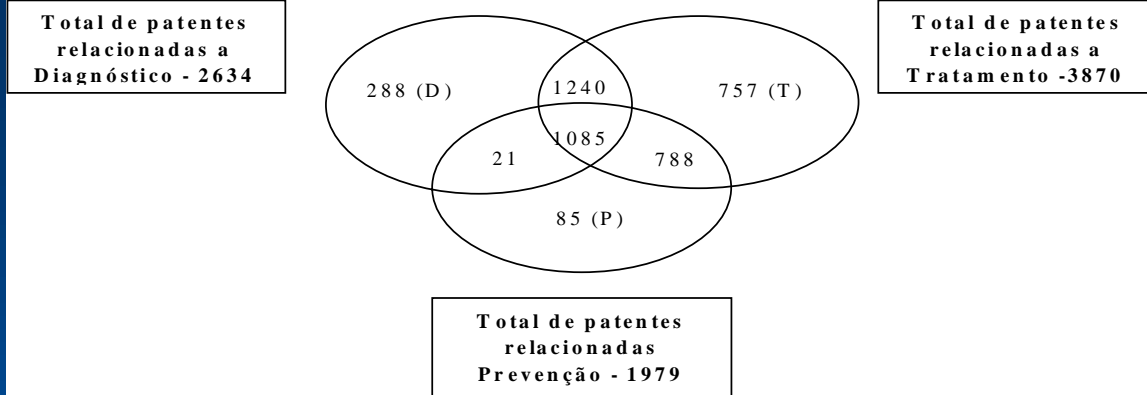 Total de patentes
relacionadas a
Diagnóstico - 2634
Total de patentes
relacionadas a
Tratamento -3870
288 (D)
1240
757 (T)
1085
21
788
85 (P)
Total de patentes
relacionadas
Prevenção - 1979